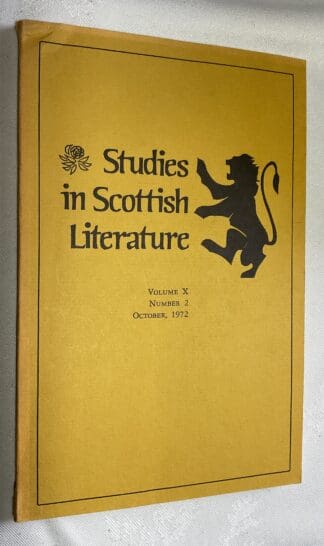 Studies
in Scottish
Literature
Volume X
Number 2
October, 1972